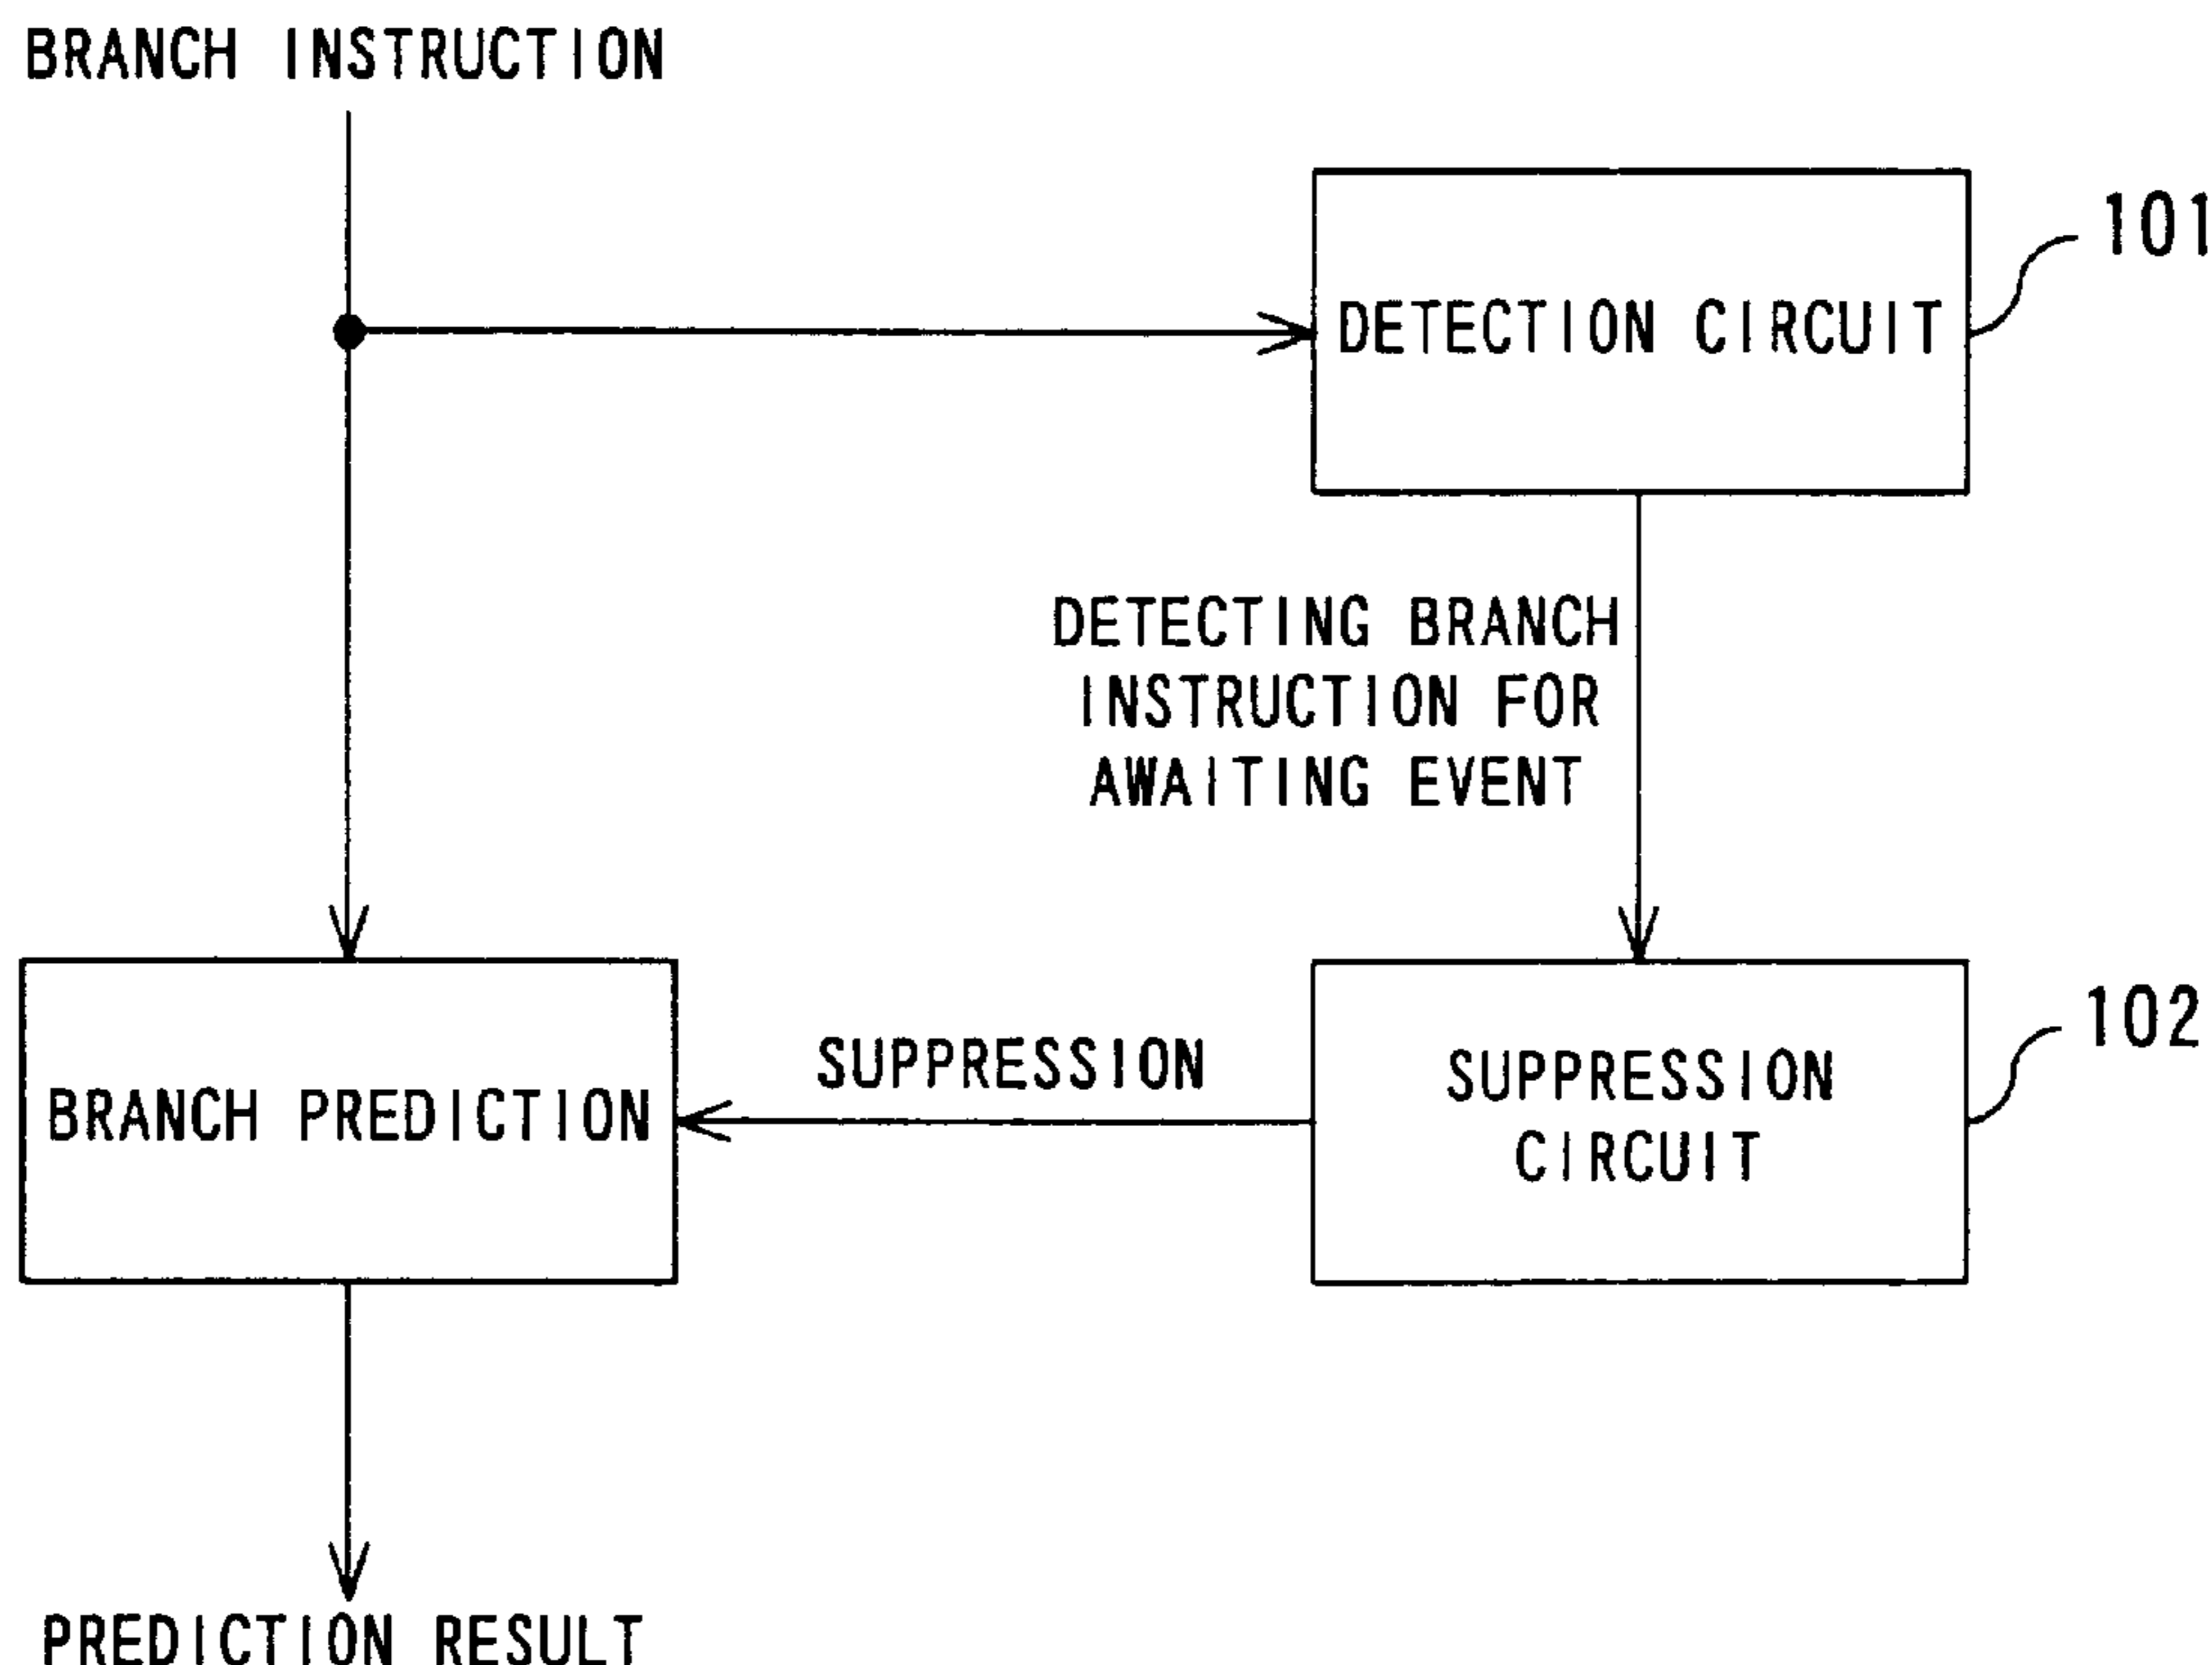 BRANCH INSTRUCTION
101
DETECTION CIRCUIT
DETECTING BRANCH
INSTRUCTION FOR
AWAITING EVENT
102
SUPPRESSION
SUPPRESSION
CIRCUIT
BRANCH PREDICTION
PREDICTION RESULT